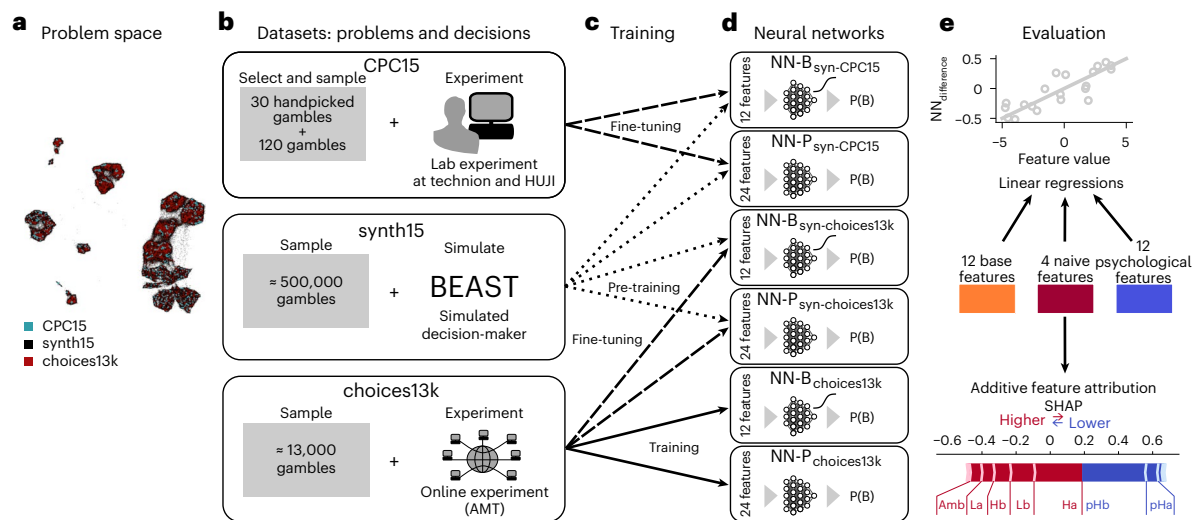 a Problem space
CPC15
synth15
choices13k
b Datasets: problems and decisions
CPC15
Select and sample
30 handpicked
gambles
+
120 gambles
+
Experiment
Lab experiment
at technion and HUJI
synth15
Sample
≈ 500,000
gambles
+
Simulate
BEAST
Simulated
decision-maker
choices13k
Sample
≈ 13,000
gambles
+
Experiment
Online experiment
(AMT)
c Training
Fine-tuning
Pre-training
Fine-tuning
Training
d Neural networks
NN-B syn-CPC15
12 features
P(B)
NN-P syn-CPC15
24 features
P(B)
NN-B syn-choices13k
12 features
P(B)
NN-P syn-choices13k
24 features
P(B)
NN-B choices13k
12 features
P(B)
NN-P choices13k
24 features
P(B)
e Evaluation
NN difference
0.5
0
−0.5
−5 0 5
Feature value
Linear regressions
12 base
features
4 naive
features
12
psychological
features
Additive feature attribution
SHAP
Higher ⇄ Lower
−0.6 −0.4 −0.2 0 0.2 0.4 0.6
Amb La Hb Lb Ha pHb pHa